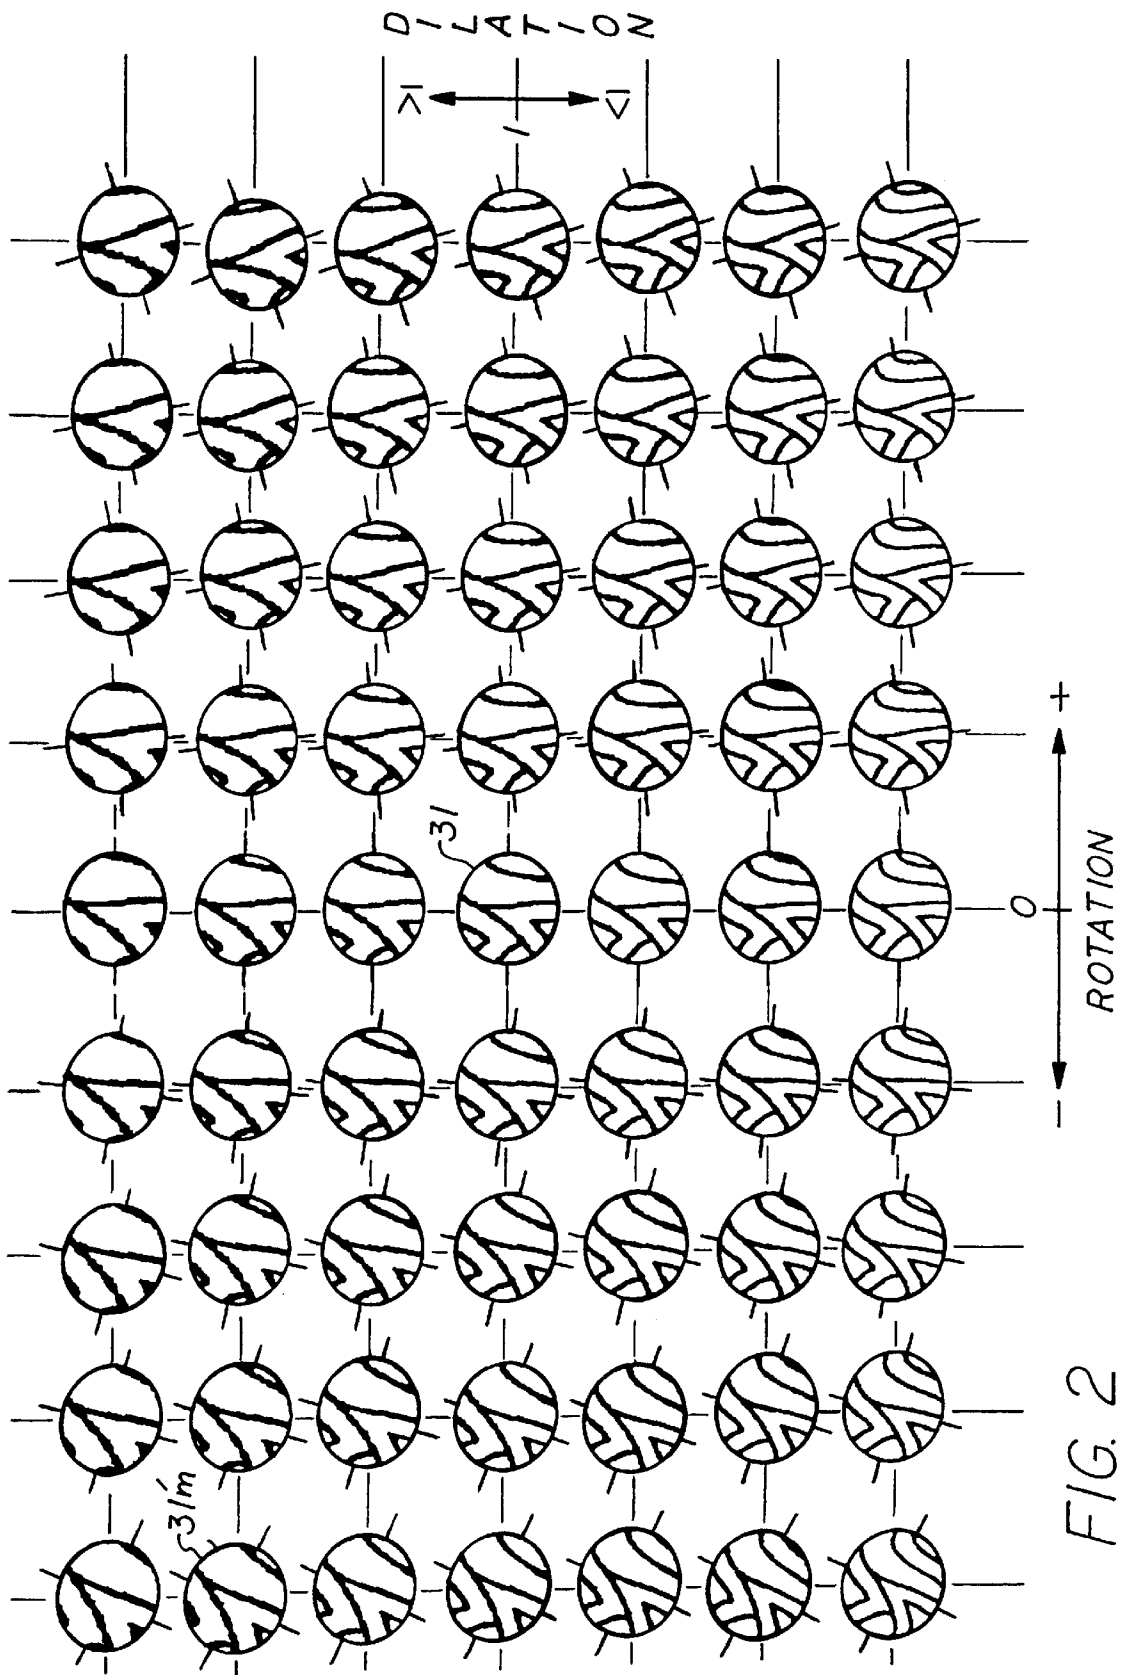 DILATION
>1
1
<1
31
31m'
0
- +
ROTATION
FIG. 2